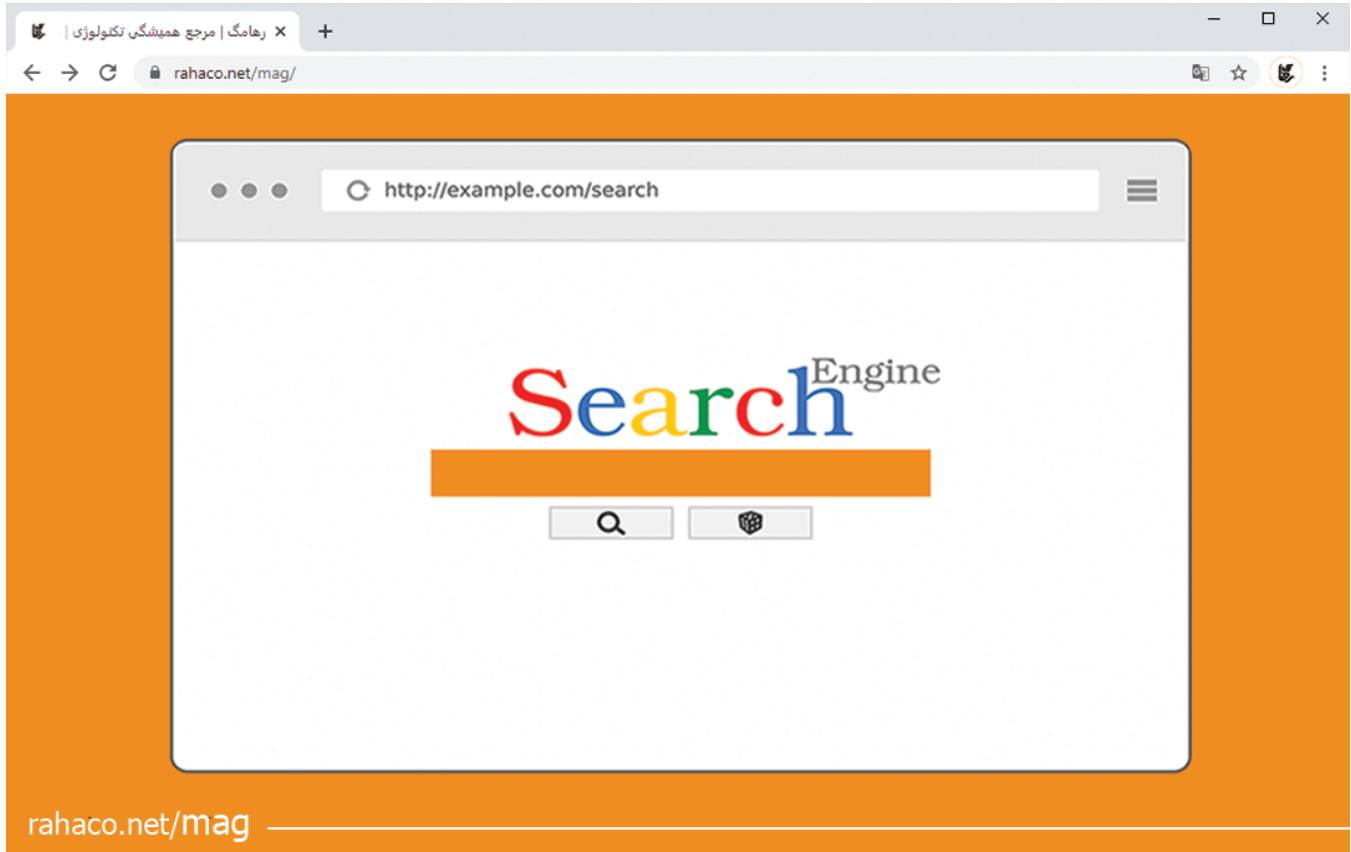 رهامگ | مرجع همیشگی تکنولوژی |
rahaco.net/mag/
http://example.com/search
Search Engine
rahaco.net/mag